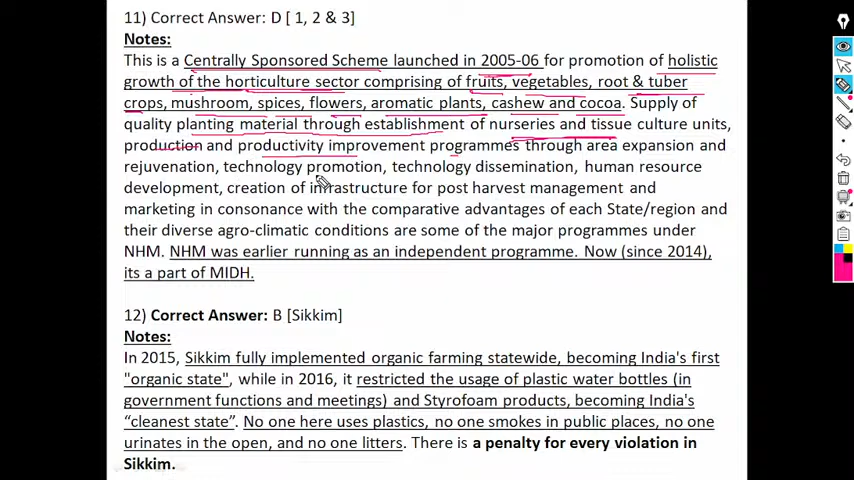 11) Correct Answer: D [ 1, 2 & 3]
Notes:
This is a Centrally Sponsored Scheme launched in 2005-06 for promotion of holistic
growth of the horticulture sector comprising of fruits, vegetables, root & tuber
crops, mushroom, spices, flowers, aromatic plants, cashew and cocoa. Supply of
quality planting material through establishment of nurseries and tissue culture units,
production and productivity improvement programmes through area expansion and
rejuvenation, technology promotion, technology dissemination, human resource
development, creation of infrastructure for post harvest management and
marketing in consonance with the comparative advantages of each State/region and
their diverse agro-climatic conditions are some of the major programmes under
NHM. NHM was earlier running as an independent programme. Now (since 2014),
its a part of MIDH.
12) Correct Answer: B [Sikkim]
Notes:
In 2015, Sikkim fully implemented organic farming statewide, becoming India's first
"organic state", while in 2016, it restricted the usage of plastic water bottles (in
government functions and meetings) and Styrofoam products, becoming India's
“cleanest state”. No one here uses plastics, no one smokes in public places, no one
urinates in the open, and no one litters. There is a penalty for every violation in
Sikkim.